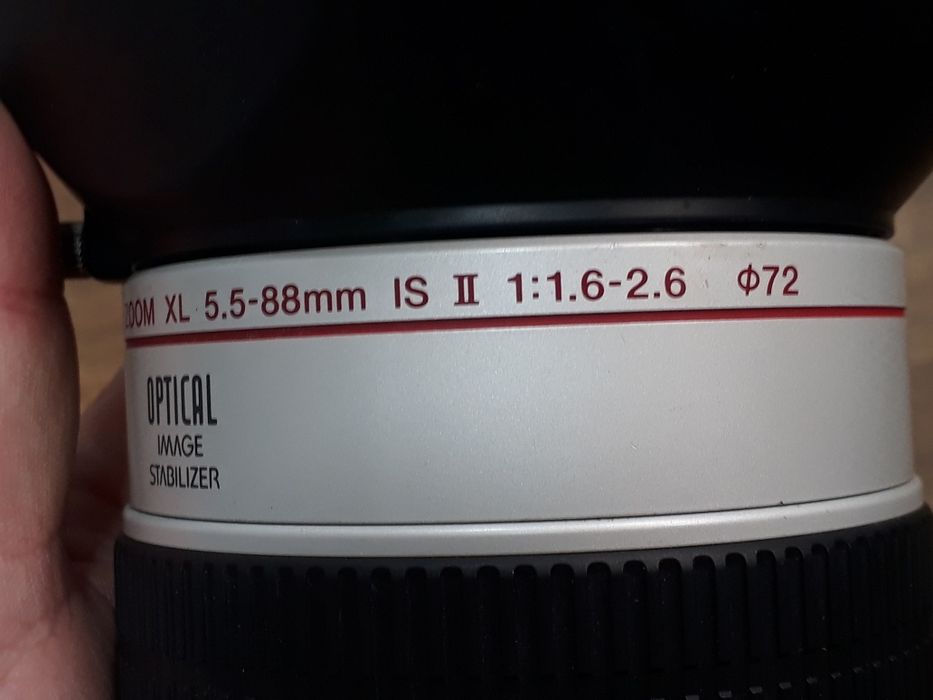 ZOOM XL 5.5-88mm IS II 1:1.6-2.6 ϕ72
OPTICAL
IMAGE
STABILIZER